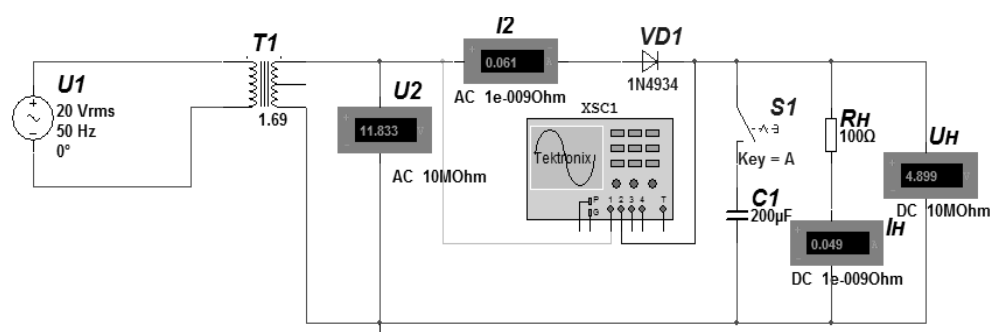 U1
20 Vrms
50 Hz
0°
T1
1.69
U2
11.833
V
AC 10MOhm
I2
0.061
A
AC 1e-009Ohm
VD1
1N4934
XSC1
Tektronix
P
G
1 2 3 4 T
S1
Key = A
C1
200µF
RH
100Ω
UH
4.899
V
DC 10MOhm
IH
0.049
A
DC 1e-009Ohm